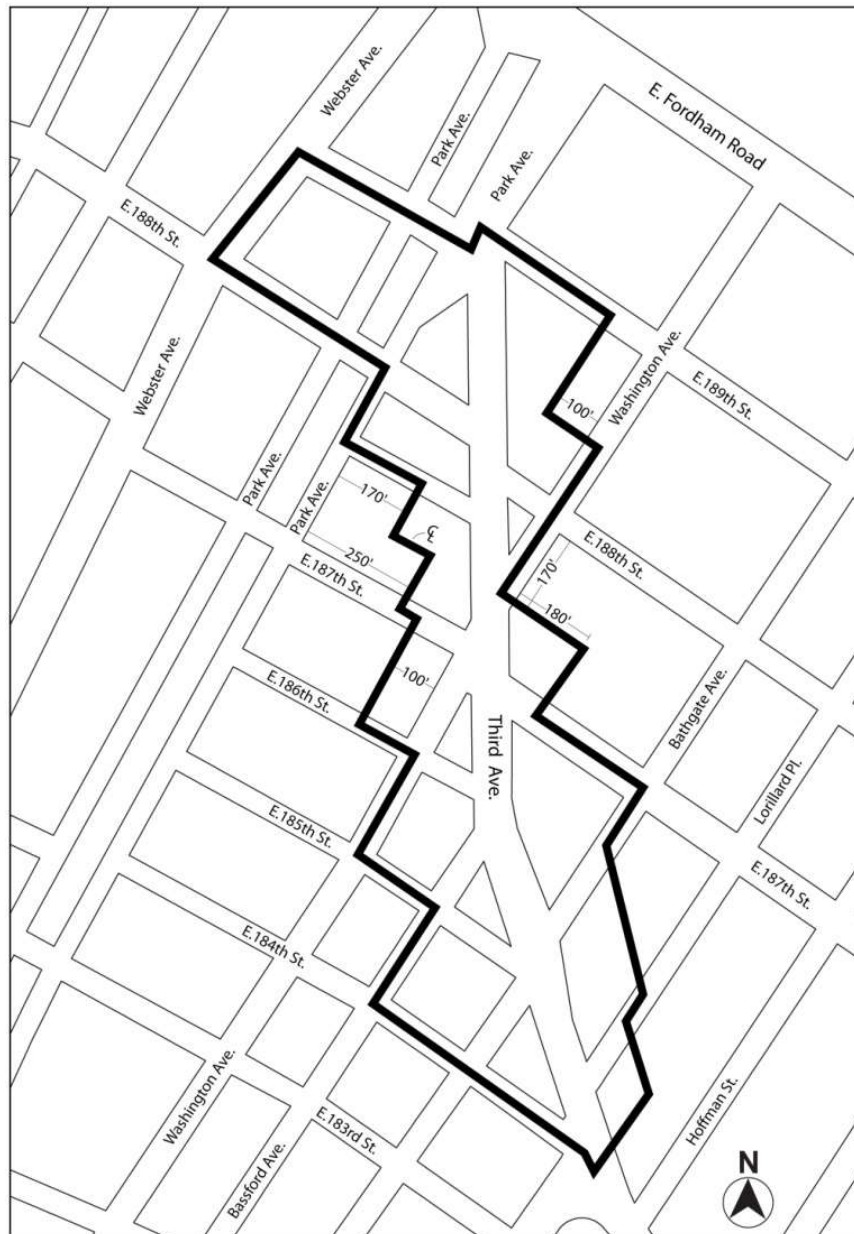 Webster Ave.
Park Ave.
E. Fordham Road
Park Ave.
E.188th St.
Washington Ave.
Webster Ave.
100'
E.189th St.
Park Ave.
170'
Park Ave.
℄
E.188th St.
250'
170'
E.187th St.
180'
100'
Bathgate Ave.
E.186th St.
Third Ave.
Lorillard Pl.
E.185th St.
E.187th St.
E.184th St.
Washington Ave.
Hoffman St.
E.183rd St.
Bassford Ave.
N